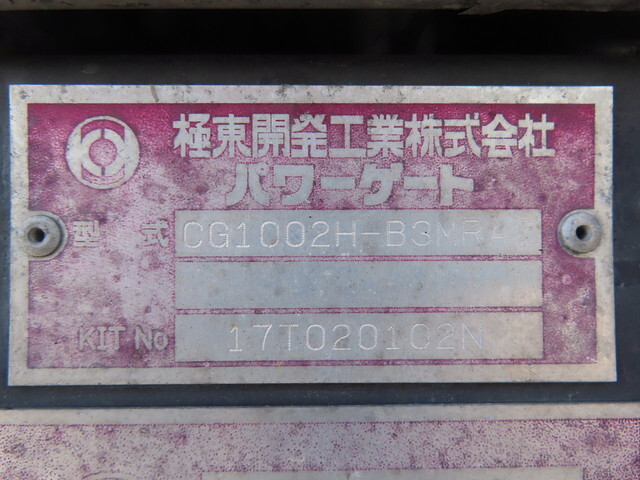 極東開発工業株式会社
パワーゲート
型式 CG1002H-B3MR
KIT No 17T020102N